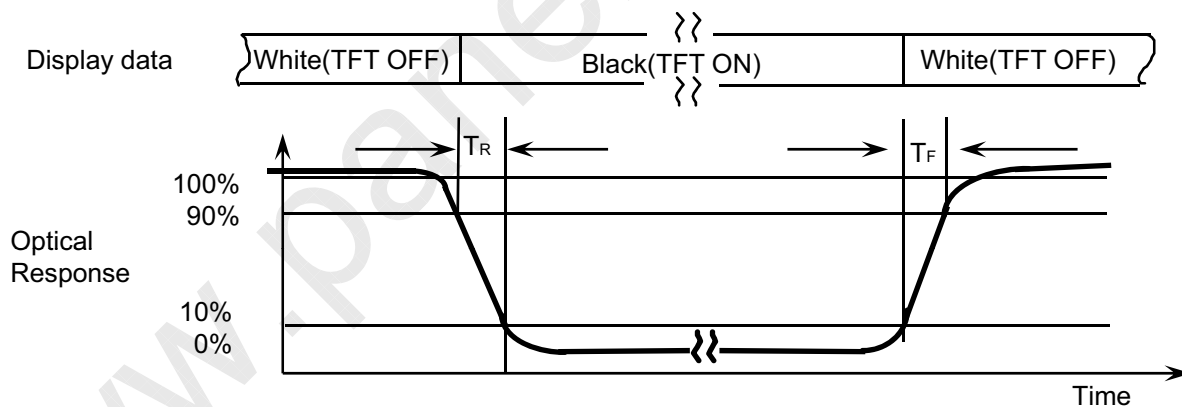 Display data
White(TFT OFF)
Black(TFT ON)
White(TFT OFF)
TR
TF
100%
90%
Optical
Response
10%
0%
Time